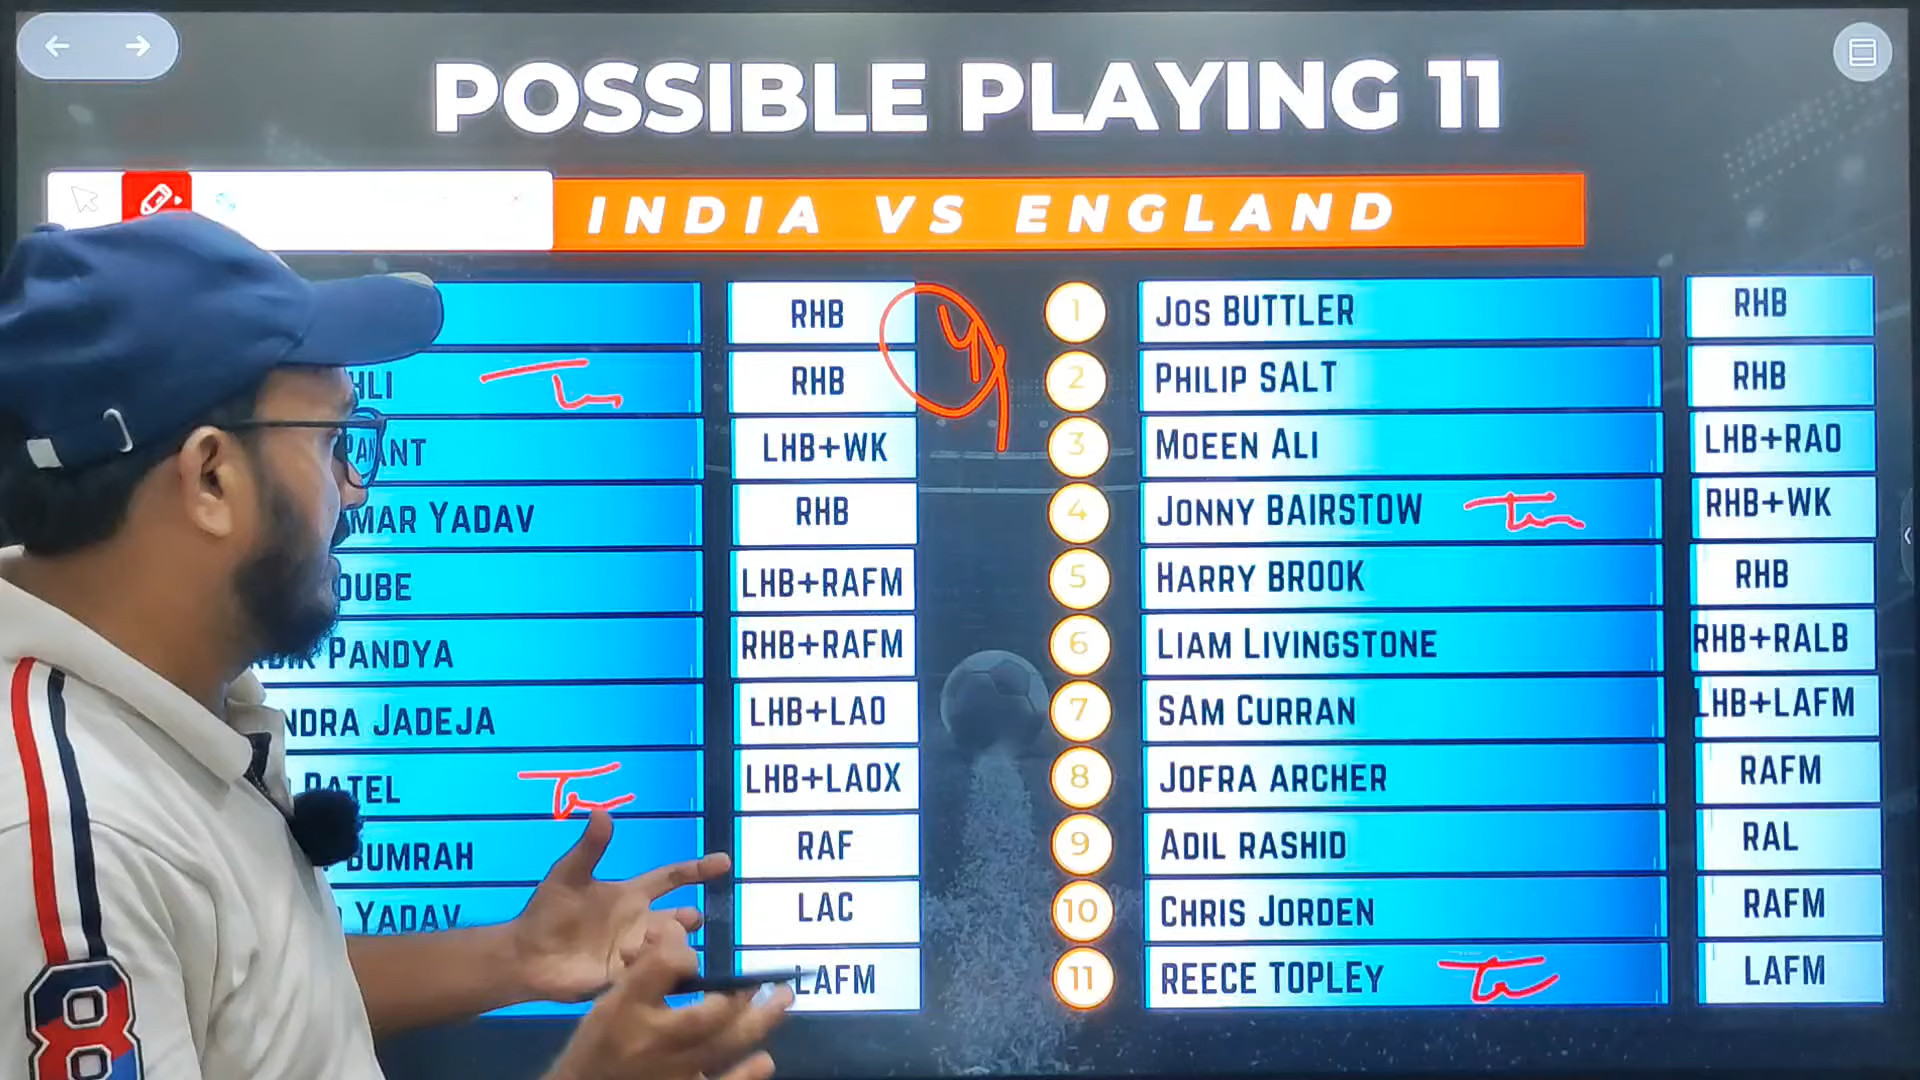 POSSIBLE PLAYING 11
INDIA VS ENGLAND
RHB
HLI RHB
PANT LHB+WK
MAR YADAV RHB
OUBE LHB+RAFM
DIK PANDYA RHB+RAFM
NDRA JADEJA LHB+LAO
PATEL LHB+LAOX
BUMRAH RAF
YADAV LAC
LAFM
1 JOS BUTTLER RHB
2 PHILIP SALT RHB
3 MOEEN ALI LHB+RAO
4 JONNY BAIRSTOW RHB+WK
5 HARRY BROOK RHB
6 LIAM LIVINGSTONE RHB+RALB
7 SAM CURRAN LHB+LAFM
8 JOFRA ARCHER RAFM
9 ADIL RASHID RAL
10 CHRIS JORDEN RAFM
11 REECE TOPLEY LAFM
8